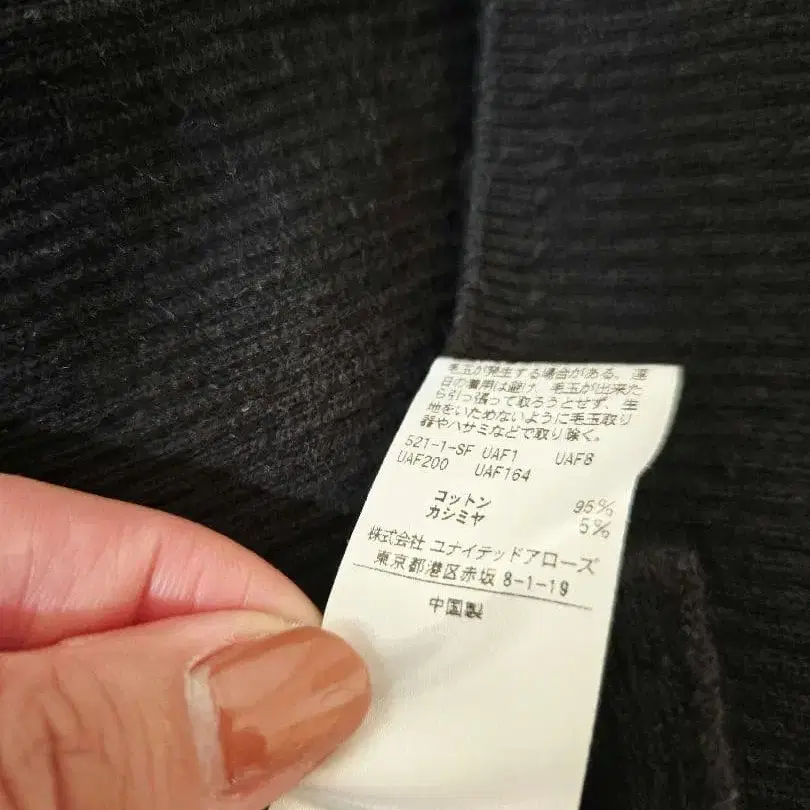 毛玉が発生する場合がある。連
日の着用は避け、毛玉が出来た
ら引っ張って取ろうとせず、生
地をいためないように毛玉取り
器やハサミなどで取り除く。
521-1-SF UAF1 UAF8
UAF200 UAF164
コットン 95%
カシミヤ 5%
株式会社 ユナイテッドアローズ
東京都港区赤坂 8-1-19
中国製